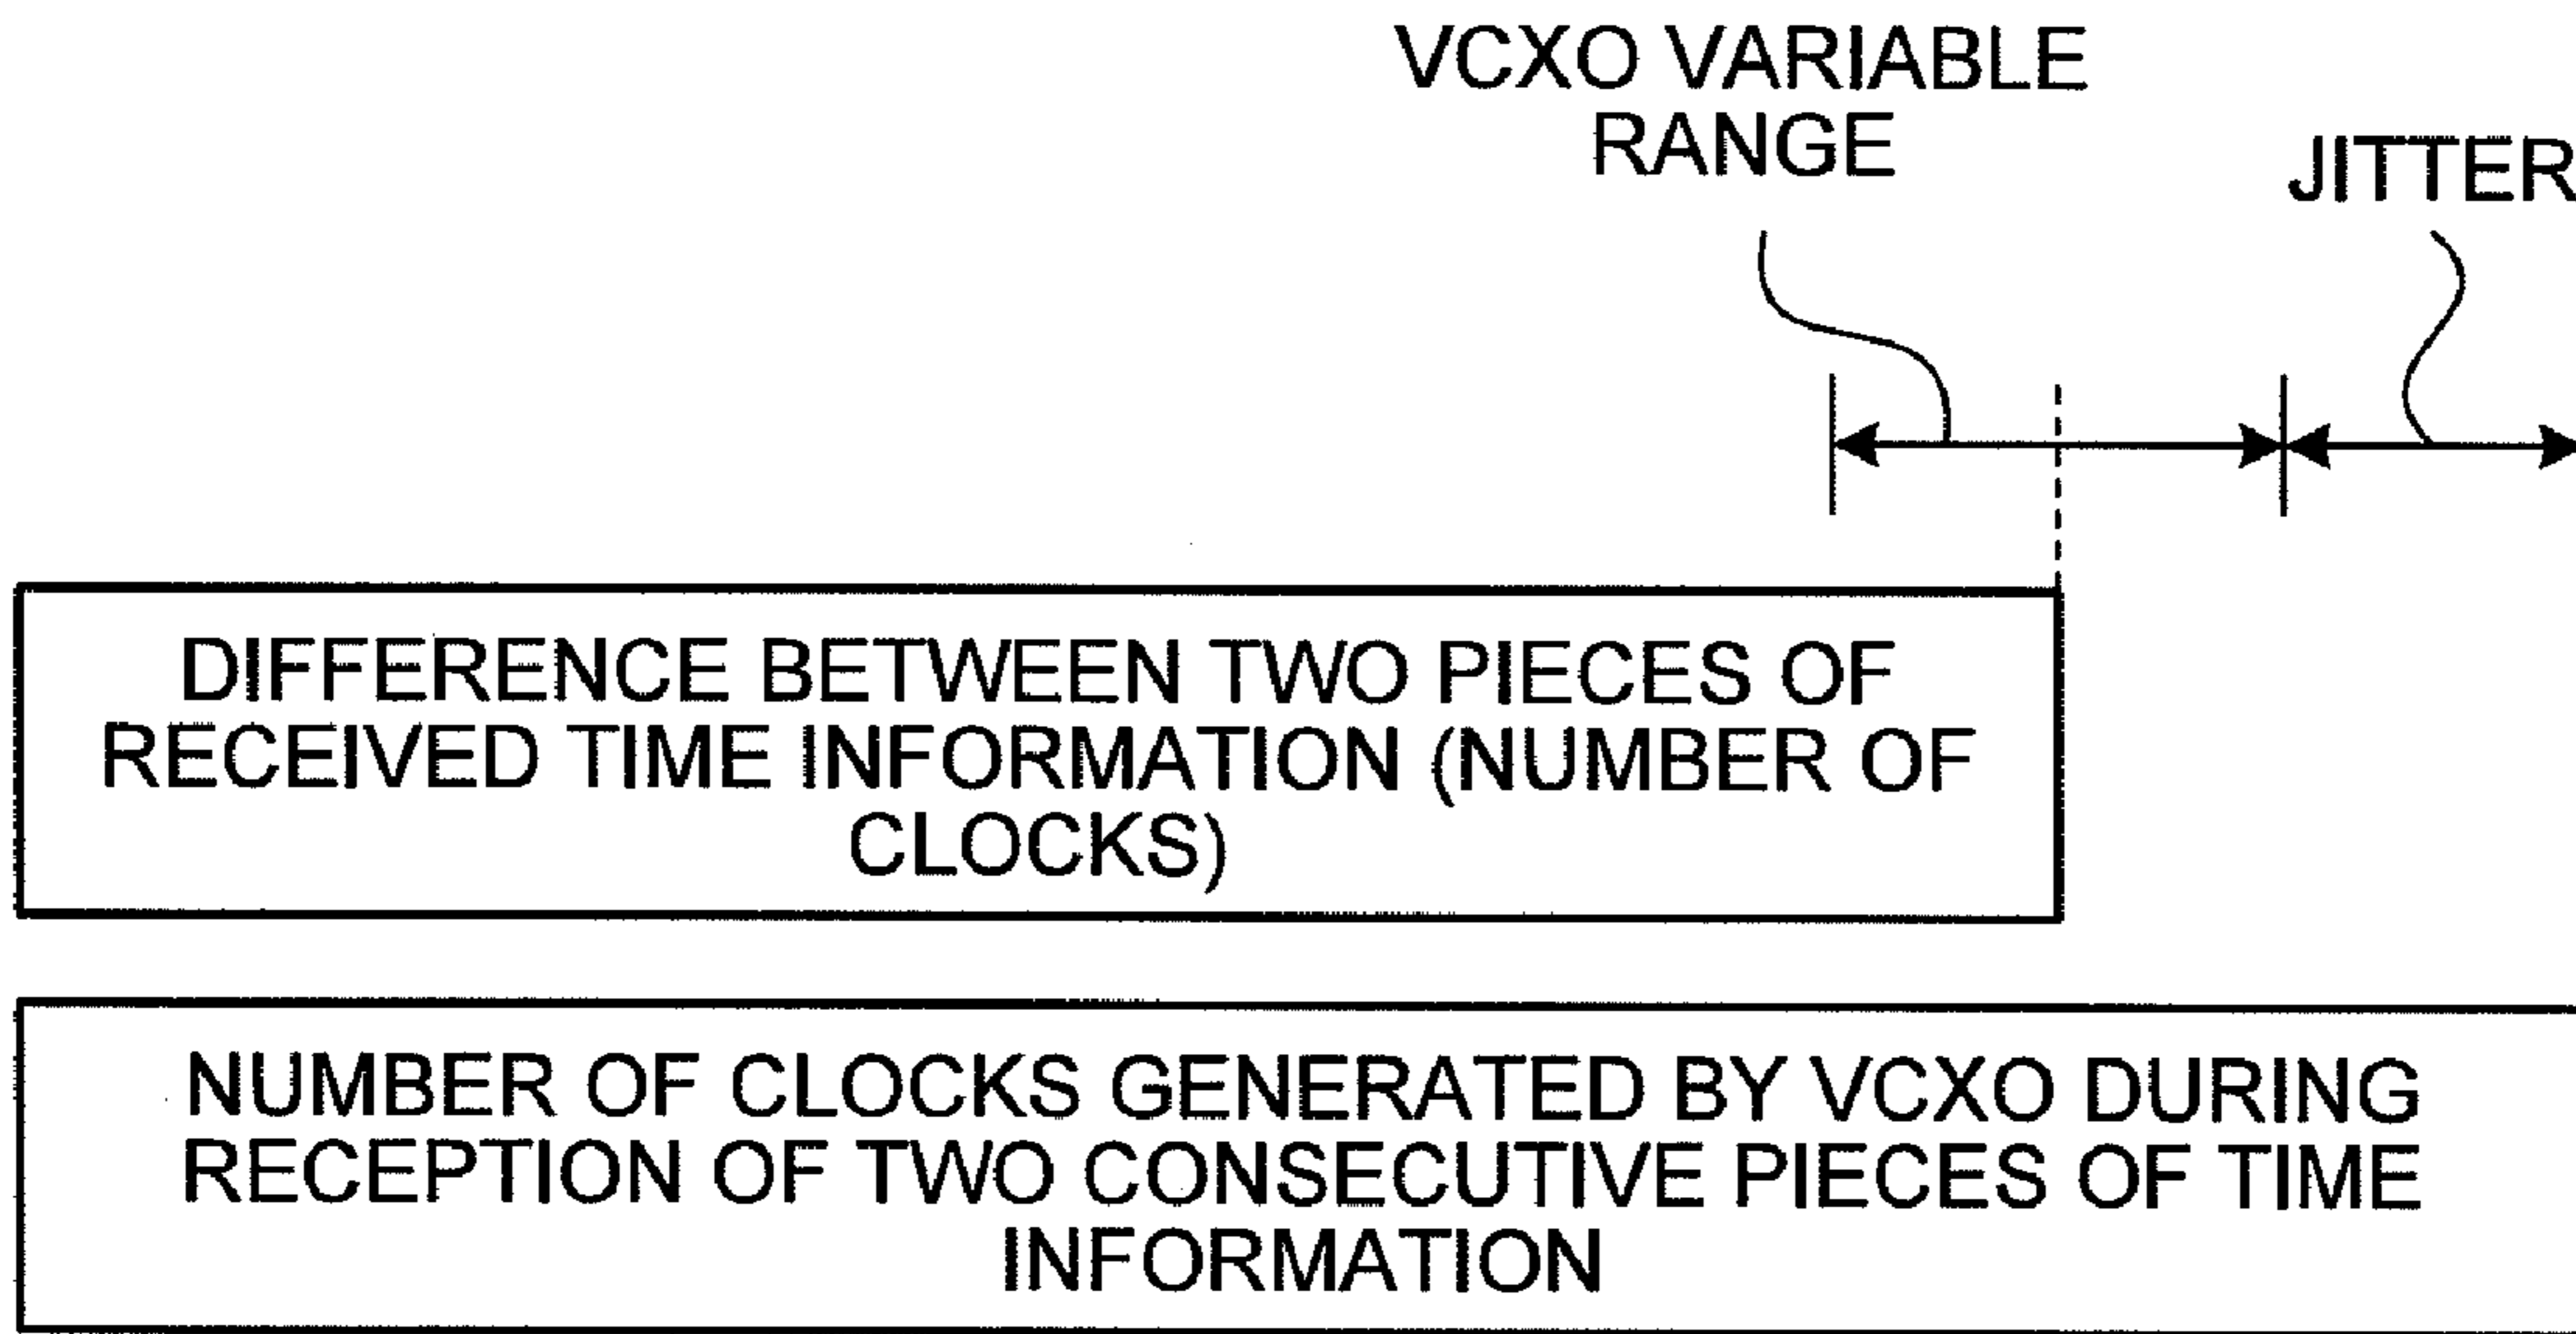 VCXO VARIABLE
RANGE
JITTER
DIFFERENCE BETWEEN TWO PIECES OF
RECEIVED TIME INFORMATION (NUMBER OF
CLOCKS)
NUMBER OF CLOCKS GENERATED BY VCXO DURING
RECEPTION OF TWO CONSECUTIVE PIECES OF TIME
INFORMATION